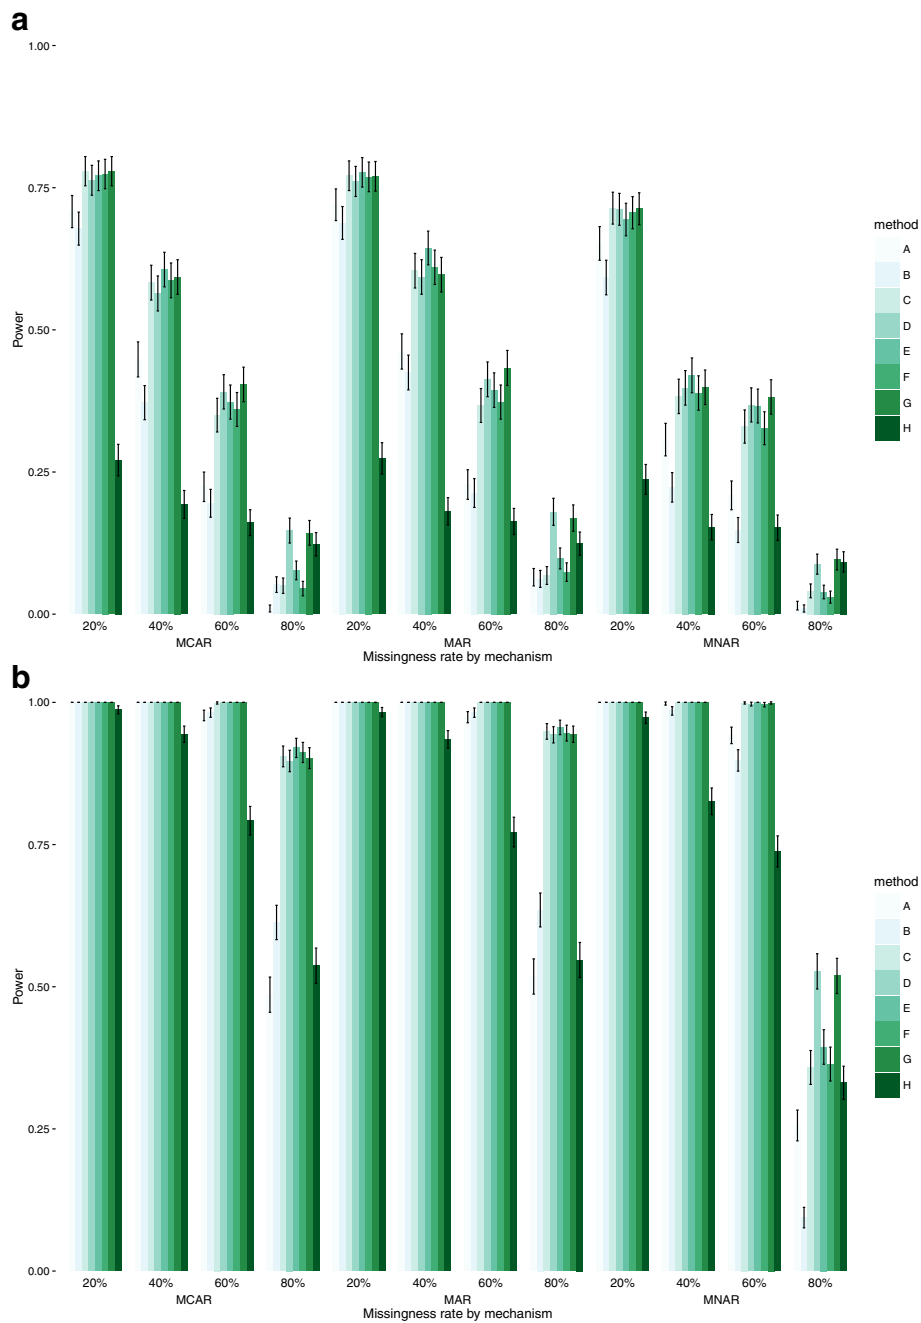 a
1.00
0.75
0.50
0.25
0.00
Power
20% 40% 60% 80% 20% 40% 60% 80% 20% 40% 60% 80%
MCAR MAR MNAR
Missingness rate by mechanism
method
A
B
C
D
E
F
G
H
b
1.00
0.75
0.50
0.25
0.00
Power
20% 40% 60% 80% 20% 40% 60% 80% 20% 40% 60% 80%
MCAR MAR MNAR
Missingness rate by mechanism
method
A
B
C
D
E
F
G
H